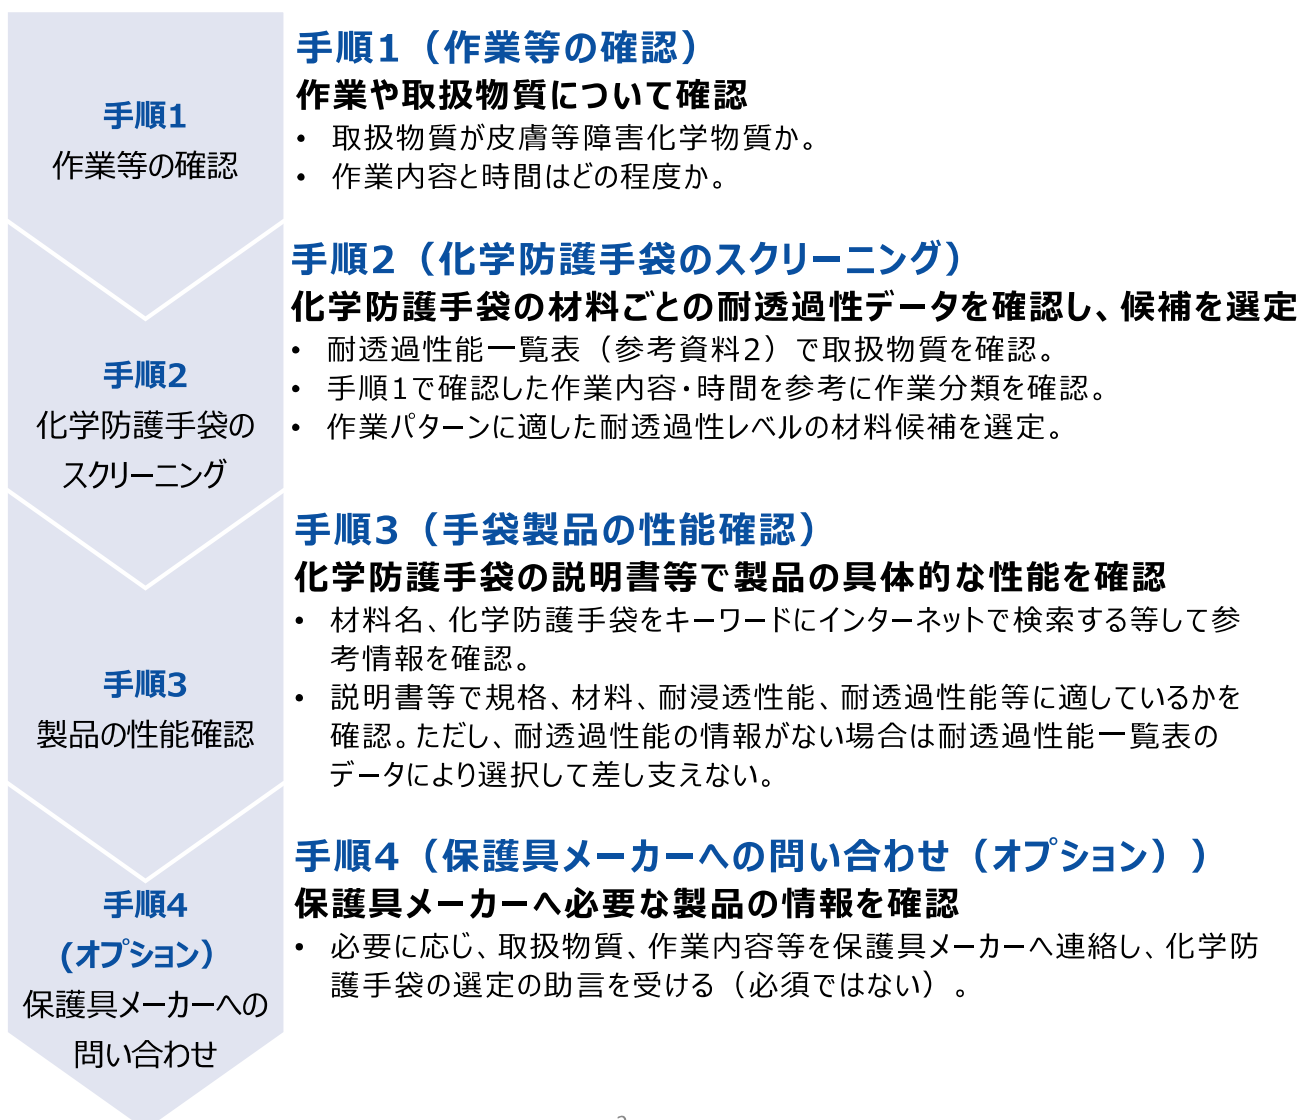 手順1
作業等の確認
手順1（作業等の確認）
作業や取扱物質について確認
• 取扱物質が皮膚等障害化学物質か。
• 作業内容と時間はどの程度か。
手順2
化学防護手袋の
スクリーニング
手順2（化学防護手袋のスクリーニング）
化学防護手袋の材料ごとの耐透過性データを確認し、候補を選定
• 耐透過性能一覧表（参考資料2）で取扱物質を確認。
• 手順1で確認した作業内容・時間を参考に作業分類を確認。
• 作業パターンに適した耐透過性レベルの材料候補を選定。
手順3
製品の性能確認
手順3（手袋製品の性能確認）
化学防護手袋の説明書等で製品の具体的な性能を確認
• 材料名、化学防護手袋をキーワードにインターネットで検索する等して参
考情報を確認。
• 説明書等で規格、材料、耐浸透性能、耐透過性能等に適しているかを
確認。ただし、耐透過性能の情報がない場合は耐透過性能一覧表の
データにより選択して差し支えない。
手順4
(オプション）
保護具メーカーへの
問い合わせ
手順4（保護具メーカーへの問い合わせ（オプション））
保護具メーカーへ必要な製品の情報を確認
• 必要に応じ、取扱物質、作業内容等を保護具メーカーへ連絡し、化学防
護手袋の選定の助言を受ける（必須ではない）。